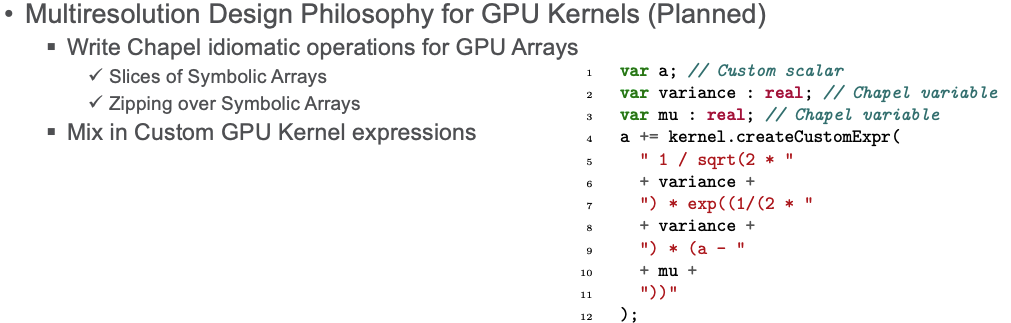 • Multiresolution Design Philosophy for GPU Kernels (Planned)
▪ Write Chapel idiomatic operations for GPU Arrays
✓ Slices of Symbolic Arrays
✓ Zipping over Symbolic Arrays
▪ Mix in Custom GPU Kernel expressions
1 var a; // Custom scalar
2 var variance : real; // Chapel variable
3 var mu : real; // Chapel variable
4 a += kernel.createCustomExpr(
5 " 1 / sqrt(2 * "
6 + variance +
7 ") * exp((1/(2 * "
8 + variance +
9 ") * (a - "
10 + mu +
11 "))"
12 );